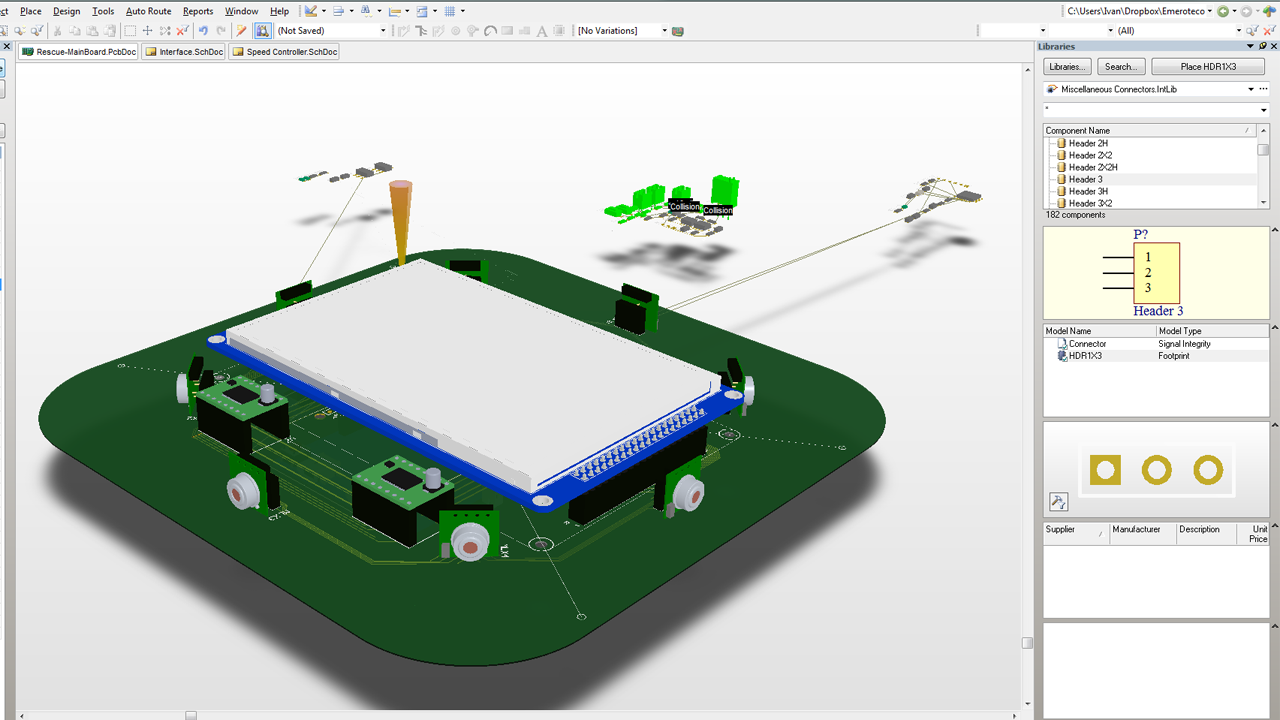 ct Place Design Tools Auto Route Reports Window Help
C:\Users\Ivan\Dropbox\Emeroteco
(Not Saved)
[No Variations]
(All)
Rescue-MainBoard.PcbDoc
Interface.SchDoc
Speed Controller.SchDoc
Libraries
Libraries...
Search...
Place HDR1X3
Miscellaneous Connectors.IntLib
*
Component Name
Header 2H
Header 2X2
Header 2X2H
Header 3
Header 3H
Header 3X2
182 components
P?
1
2
3
Header 3
Model Name Model Type
Connector Signal Integrity
HDR1X3 Footprint
Supplier Manufacturer Description Unit Price
Collision
Collision